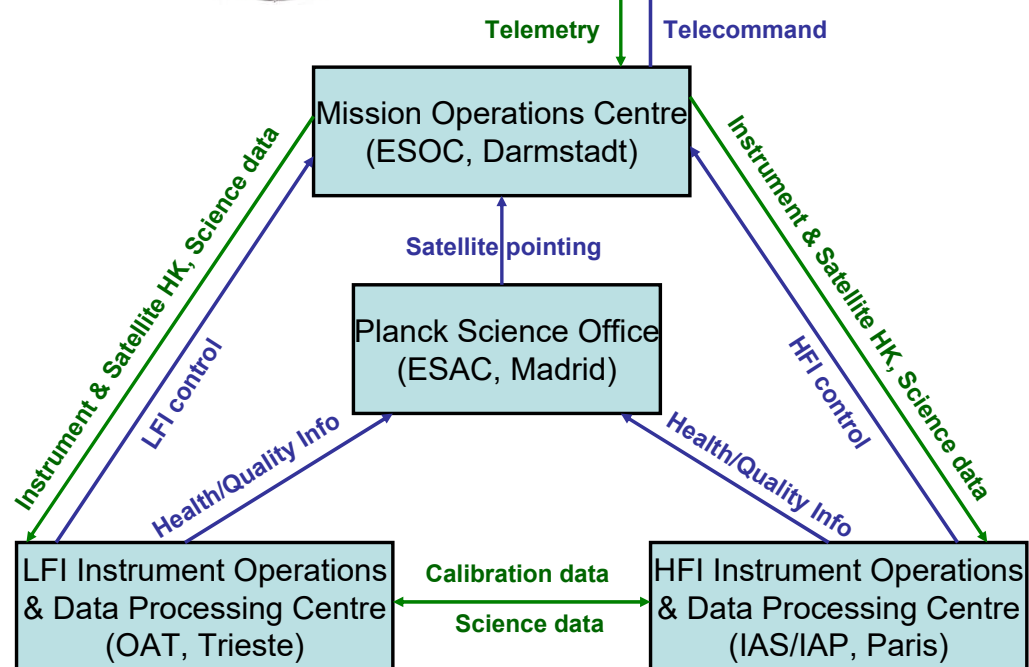 Telemetry
Telecommand
Mission Operations Centre
(ESOC, Darmstadt)
Instrument & Satellite HK, Science data
LFI control
Satellite pointing
HFI control
Instrument & Satellite HK, Science data
Planck Science Office
(ESAC, Madrid)
Health/Quality Info
Health/Quality Info
LFI Instrument Operations
& Data Processing Centre
(OAT, Trieste)
Calibration data
Science data
HFI Instrument Operations
& Data Processing Centre
(IAS/IAP, Paris)